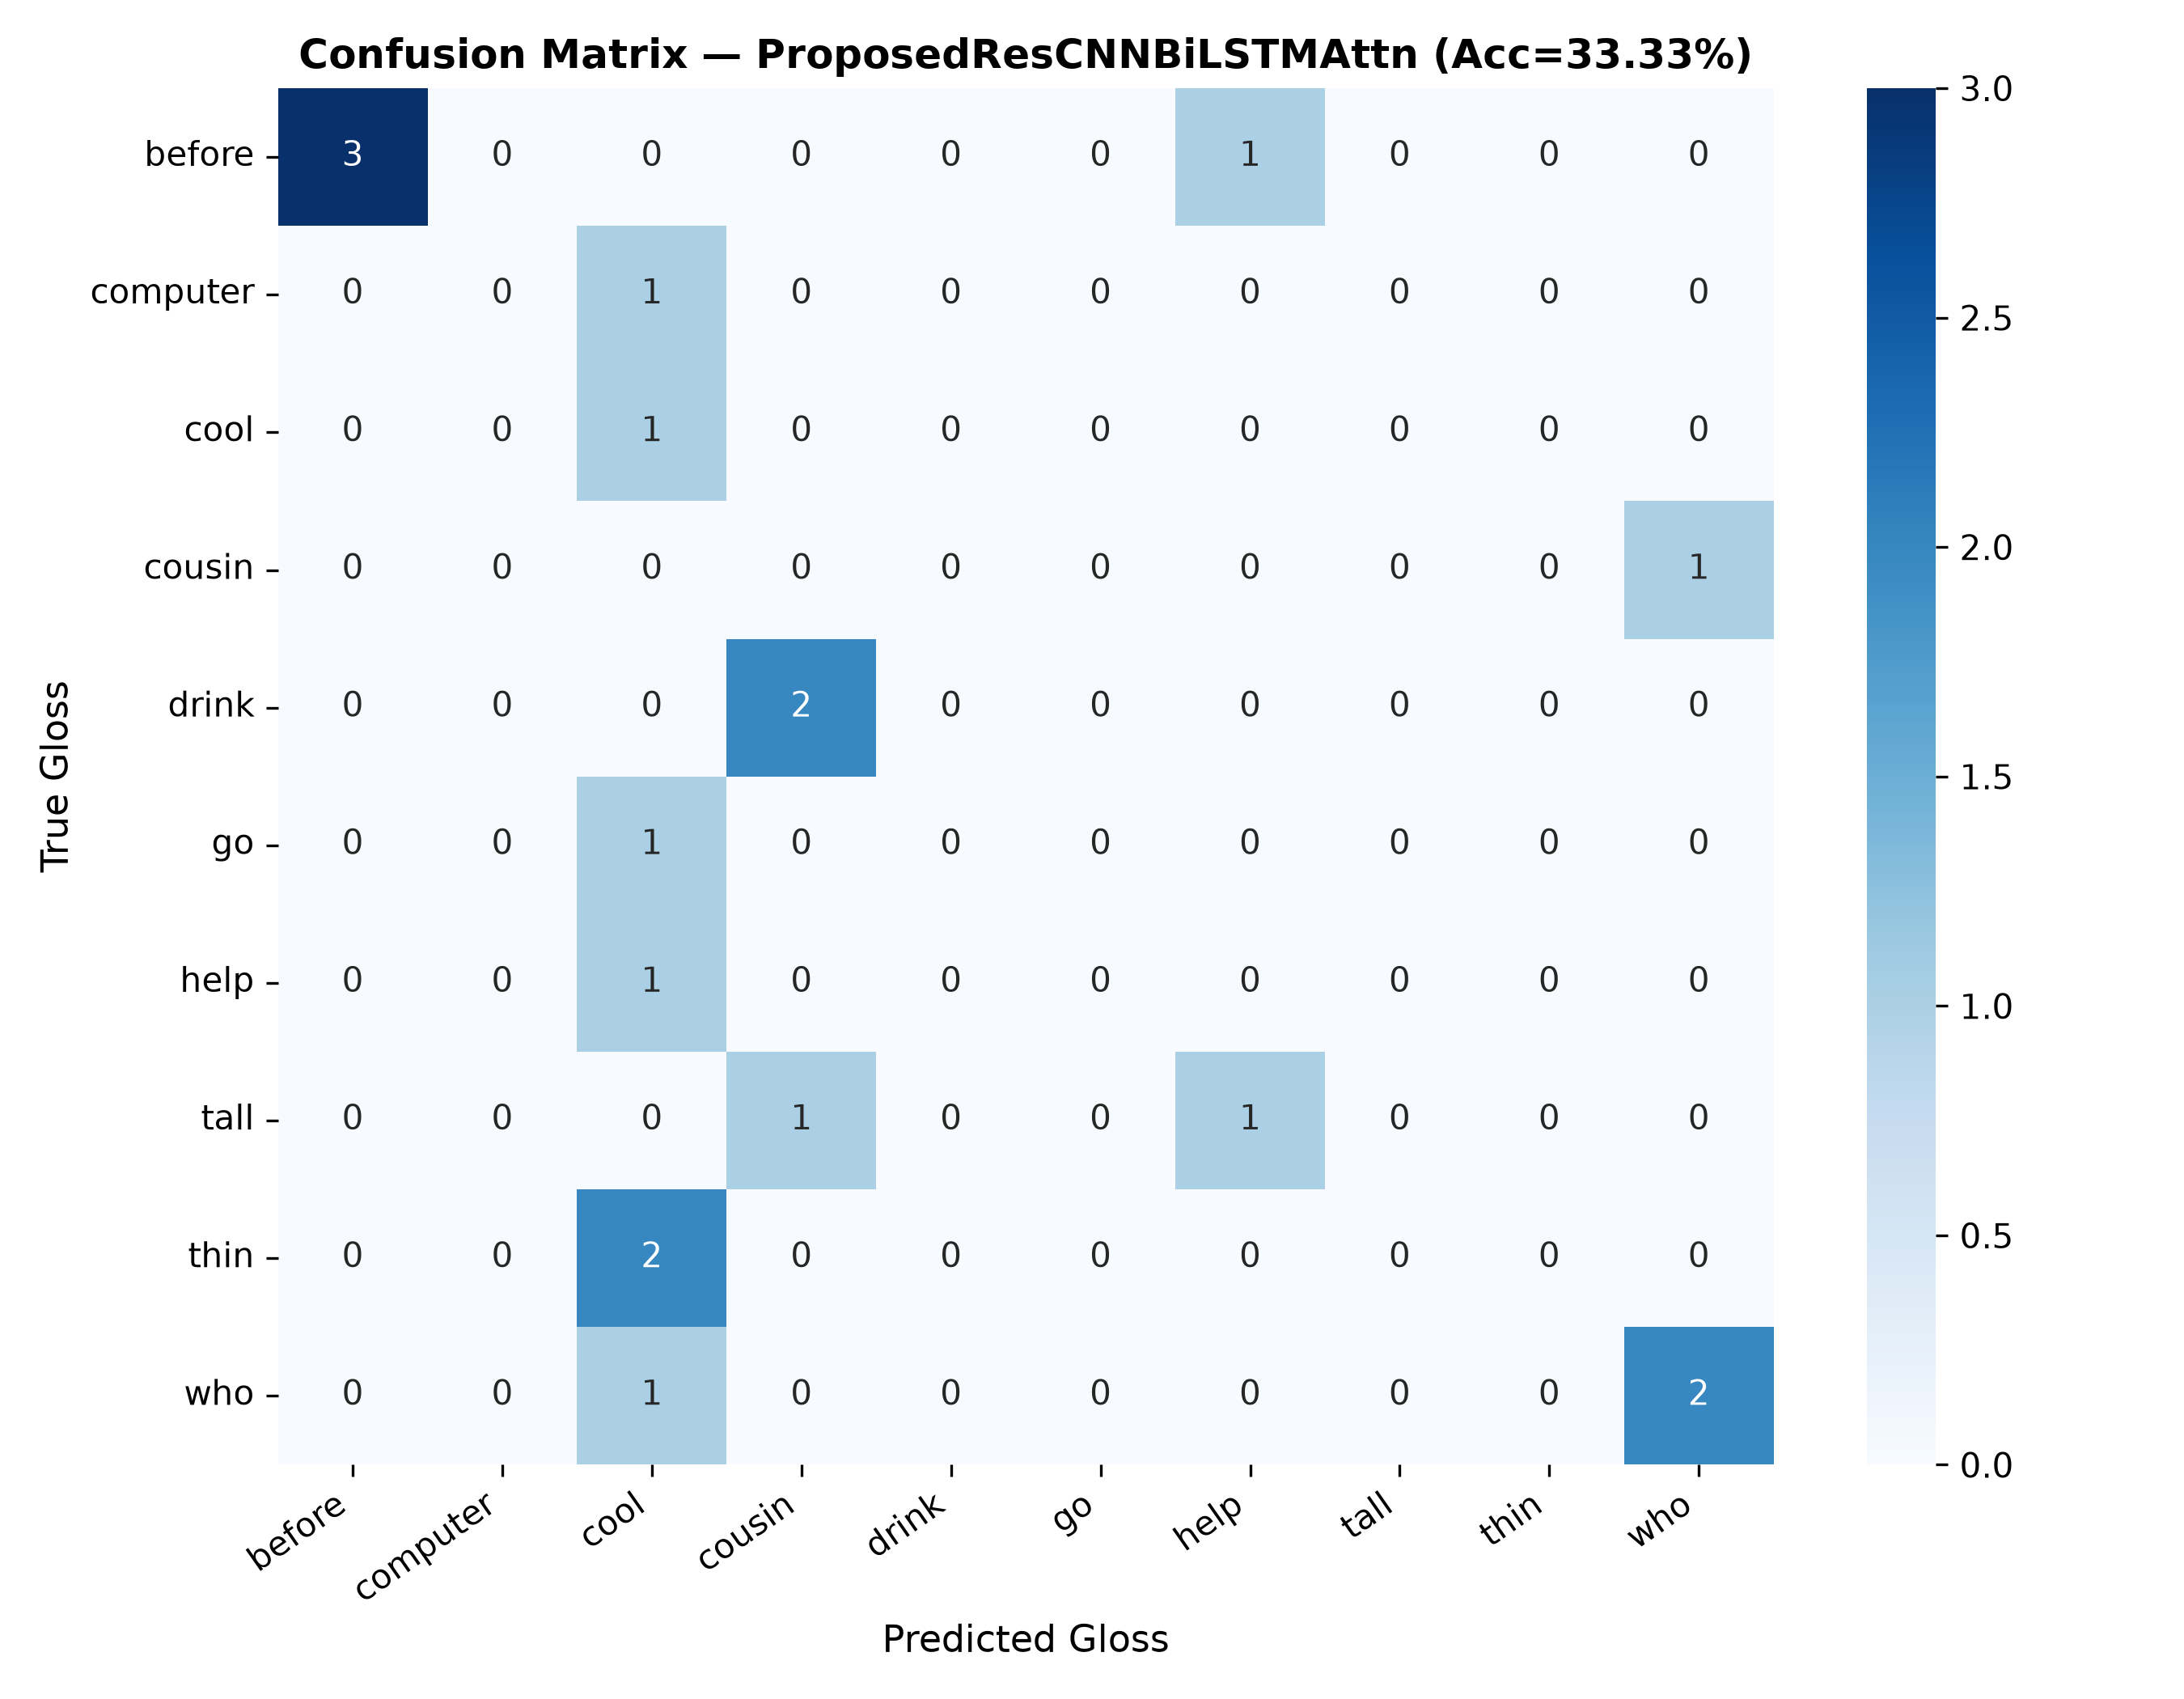 Confusion Matrix — ProposedResCNNBiLSTMAttn (Acc=33.33%)
True Gloss
before 3 0 0 0 0 0 1 0 0 0
computer 0 0 1 0 0 0 0 0 0 0
cool 0 0 1 0 0 0 0 0 0 0
cousin 0 0 0 0 0 0 0 0 0 1
drink 0 0 0 2 0 0 0 0 0 0
go 0 0 1 0 0 0 0 0 0 0
help 0 0 1 0 0 0 0 0 0 0
tall 0 0 0 1 0 0 1 0 0 0
thin 0 0 2 0 0 0 0 0 0 0
who 0 0 1 0 0 0 0 0 0 2
before computer cool cousin drink go help tall thin who
Predicted Gloss
3.0
2.5
2.0
1.5
1.0
0.5
0.0